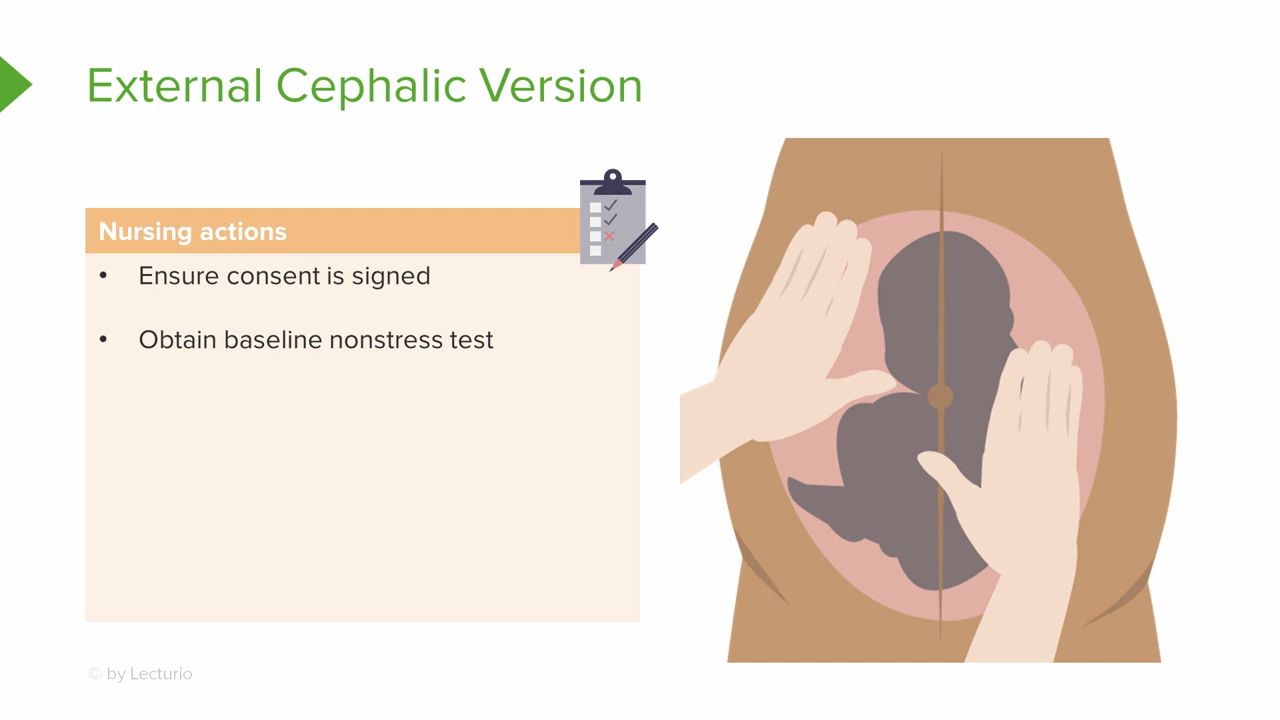 External Cephalic Version
Nursing actions
• Ensure consent is signed
• Obtain baseline nonstress test
© by Lecturio